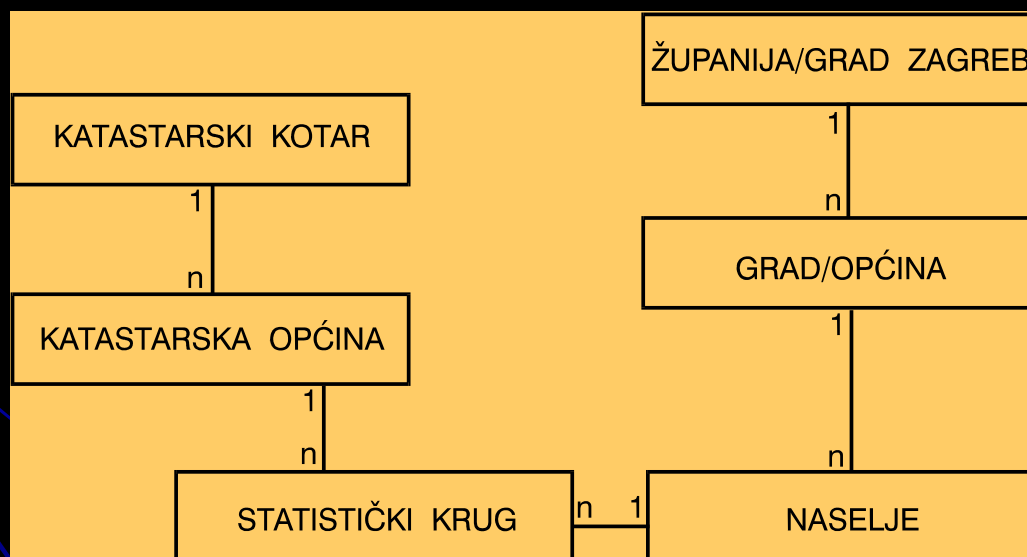 ŽUPANIJA/GRAD ZAGREB
KATASTARSKI KOTAR
1
1
n
n
GRAD/OPĆINA
n
KATASTARSKA OPĆINA
1
1
n
n
STATISTIČKI KRUG
n 1
NASELJE